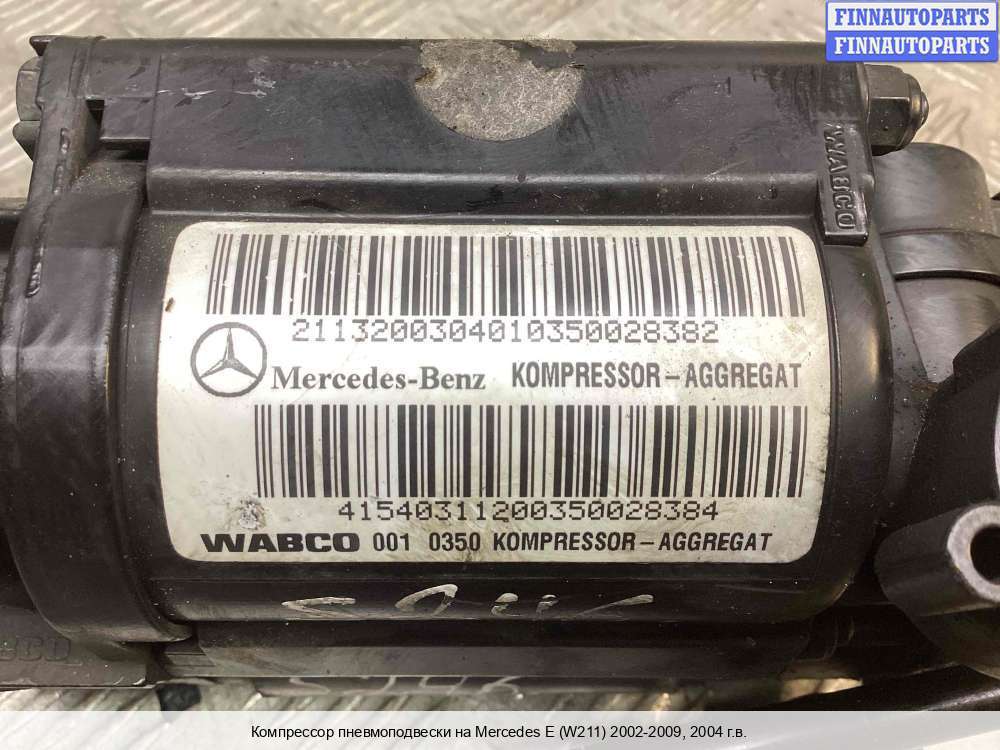 FINNAUTOPARTS
FINNAUTOPARTS
WABCO
2113200304010350028382
Mercedes-Benz KOMPRESSOR-AGGREGAT
4154031120035002838​4
WABCO 001 0350 KOMPRESSOR-AGGREGAT
Компрессор пневмоподвески на Mercedes E (W211) 2002-2009, 2004 г.в.